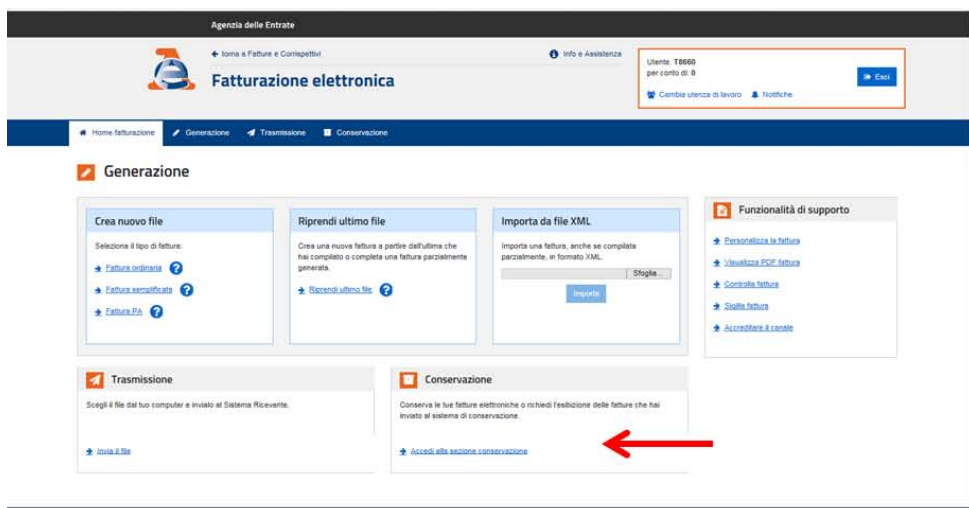 Agenzia delle Entrate
torna a Fatture e Corrispettivi
Info e Assistenza
Fatturazione elettronica
Utente: T8660
per conto di: 0
Esci
Cambia utenza di lavoro
Notifiche
Home fatturazione
Generazione
Trasmissione
Conservazione
Generazione
Crea nuovo file
Seleziona il tipo di fattura:
Fattura ordinaria ?
Fattura semplificata ?
Fattura PA ?
Riprendi ultimo file
Crea una nuova fattura a partire dall'ultima che
hai compilato o completa una fattura parzialmente
generata.
Riprendi ultimo file ?
Importa da file XML
Importa una fattura, anche se compilata
parzialmente, in formato XML.
Sfoglia...
Importa
Funzionalità di supporto
Personalizza la fattura
Visualizza PDF fattura
Controlla fattura
Sigilla fattura
Accreditare il canale
Trasmissione
Scegli il file dal tuo computer e invialo al Sistema Ricevente.
Invia il file
Conservazione
Conserva le tue fatture elettroniche o richiedi l'esibizione delle fatture che hai
inviato al sistema di conservazione.
Accedi alla sezione conservazione